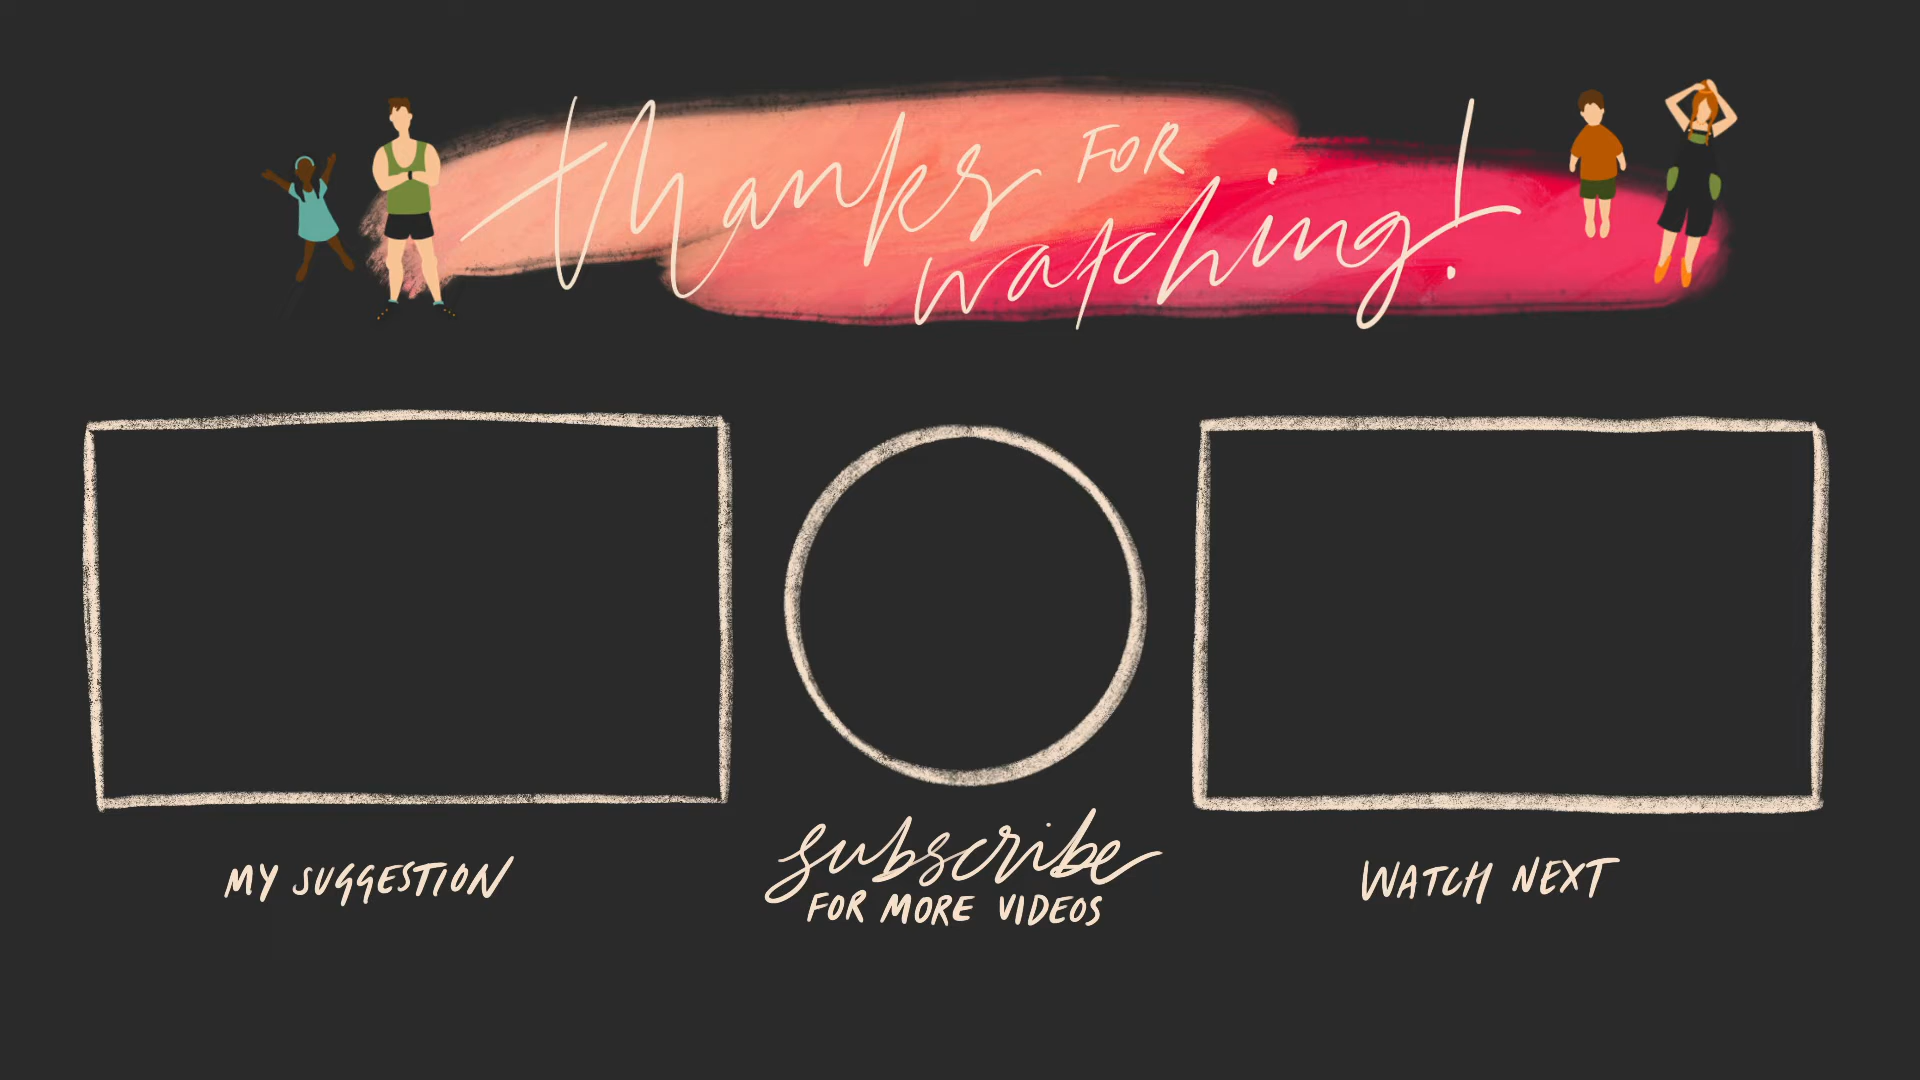 thanks FOR
watching!
MY SUGGESTION
subscribe
FOR MORE VIDEOS
WATCH NEXT